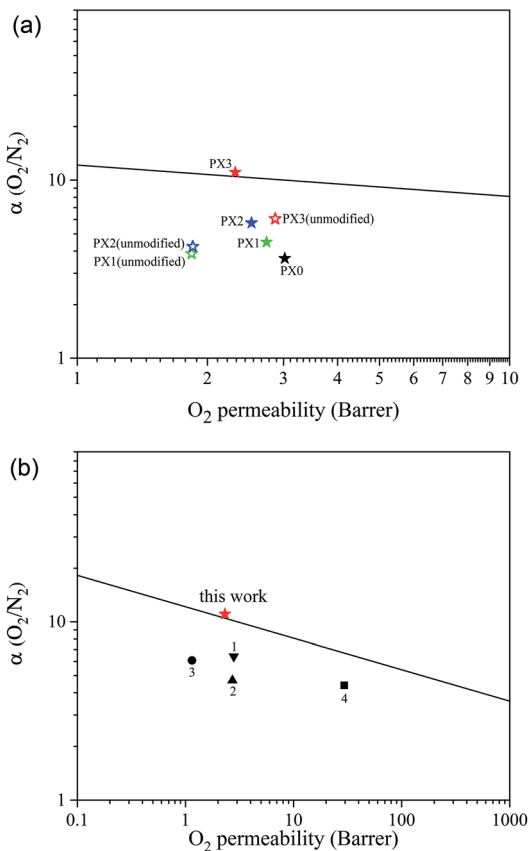 (a)
α (O₂/N₂)
10
1
PX3
PX2
PX3(unmodified)
PX2(unmodified)
PX1
PX1(unmodified)
PX0
1 2 3 4 5 6 7 8 9 10
O₂ permeability (Barrer)
(b)
α (O₂/N₂)
10
1
this work
1
3
2
4
0.1 1 10 100 1000
O₂ permeability (Barrer)